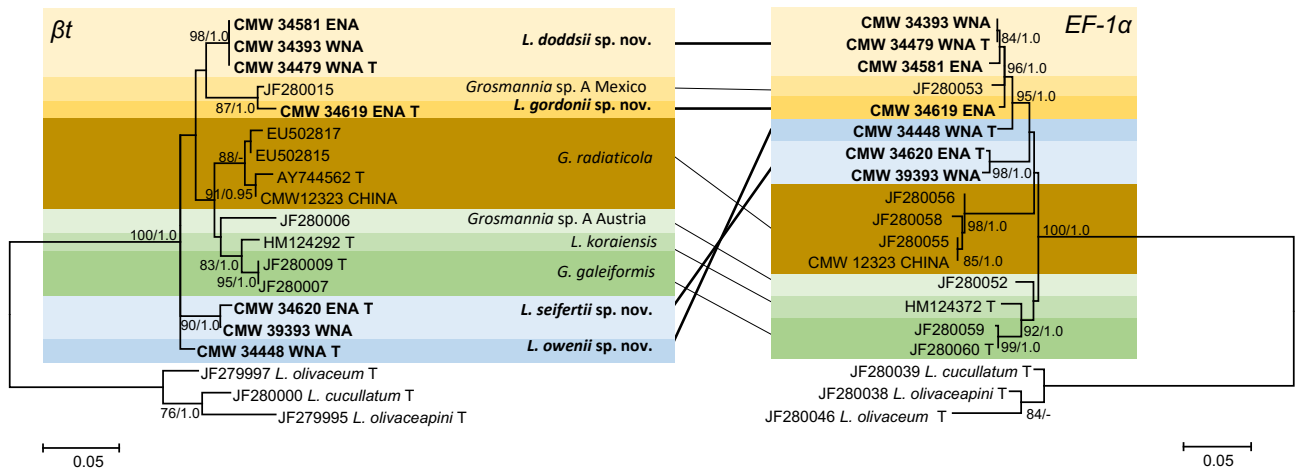 βt
CMW 34581 ENA
98/1.0
CMW 34393 WNA
L. doddsii sp. nov.
CMW 34479 WNA T
JF280015
Grosmannia sp. A Mexico
87/1.0
CMW 34619 ENA T
L. gordonii sp. nov.
EU502817
88/-
EU502815
G. radiaticola
AY744562 T
91/0.95
CMW12323 CHINA
JF280006
Grosmannia sp. A Austria
100/1.0
HM124292 T
L. koraiensis
83/1.0
JF280009 T
G. galeiformis
95/1.0
JF280007
CMW 34620 ENA T
L. seifertii sp. nov.
90/1.0
CMW 39393 WNA
CMW 34448 WNA T
L. owenii sp. nov.
JF279997 L. olivaceum T
JF280000 L. cucullatum T
76/1.0
JF279995 L. olivaceapini T
0.05
EF-1α
CMW 34393 WNA
84/1.0
CMW 34479 WNA T
CMW 34581 ENA
96/1.0
JF280053
95/1.0
CMW 34619 ENA
CMW 34448 WNA T
CMW 34620 ENA T
98/1.0
CMW 39393 WNA
JF280056
JF280058
98/1.0
100/1.0
JF280055
CMW 12323 CHINA
85/1.0
JF280052
HM124372 T
JF280059
92/1.0
JF280060 T
99/1.0
JF280039 L. cucullatum T
JF280038 L. olivaceapini T
JF280046 L. olivaceum T
84/-
0.05